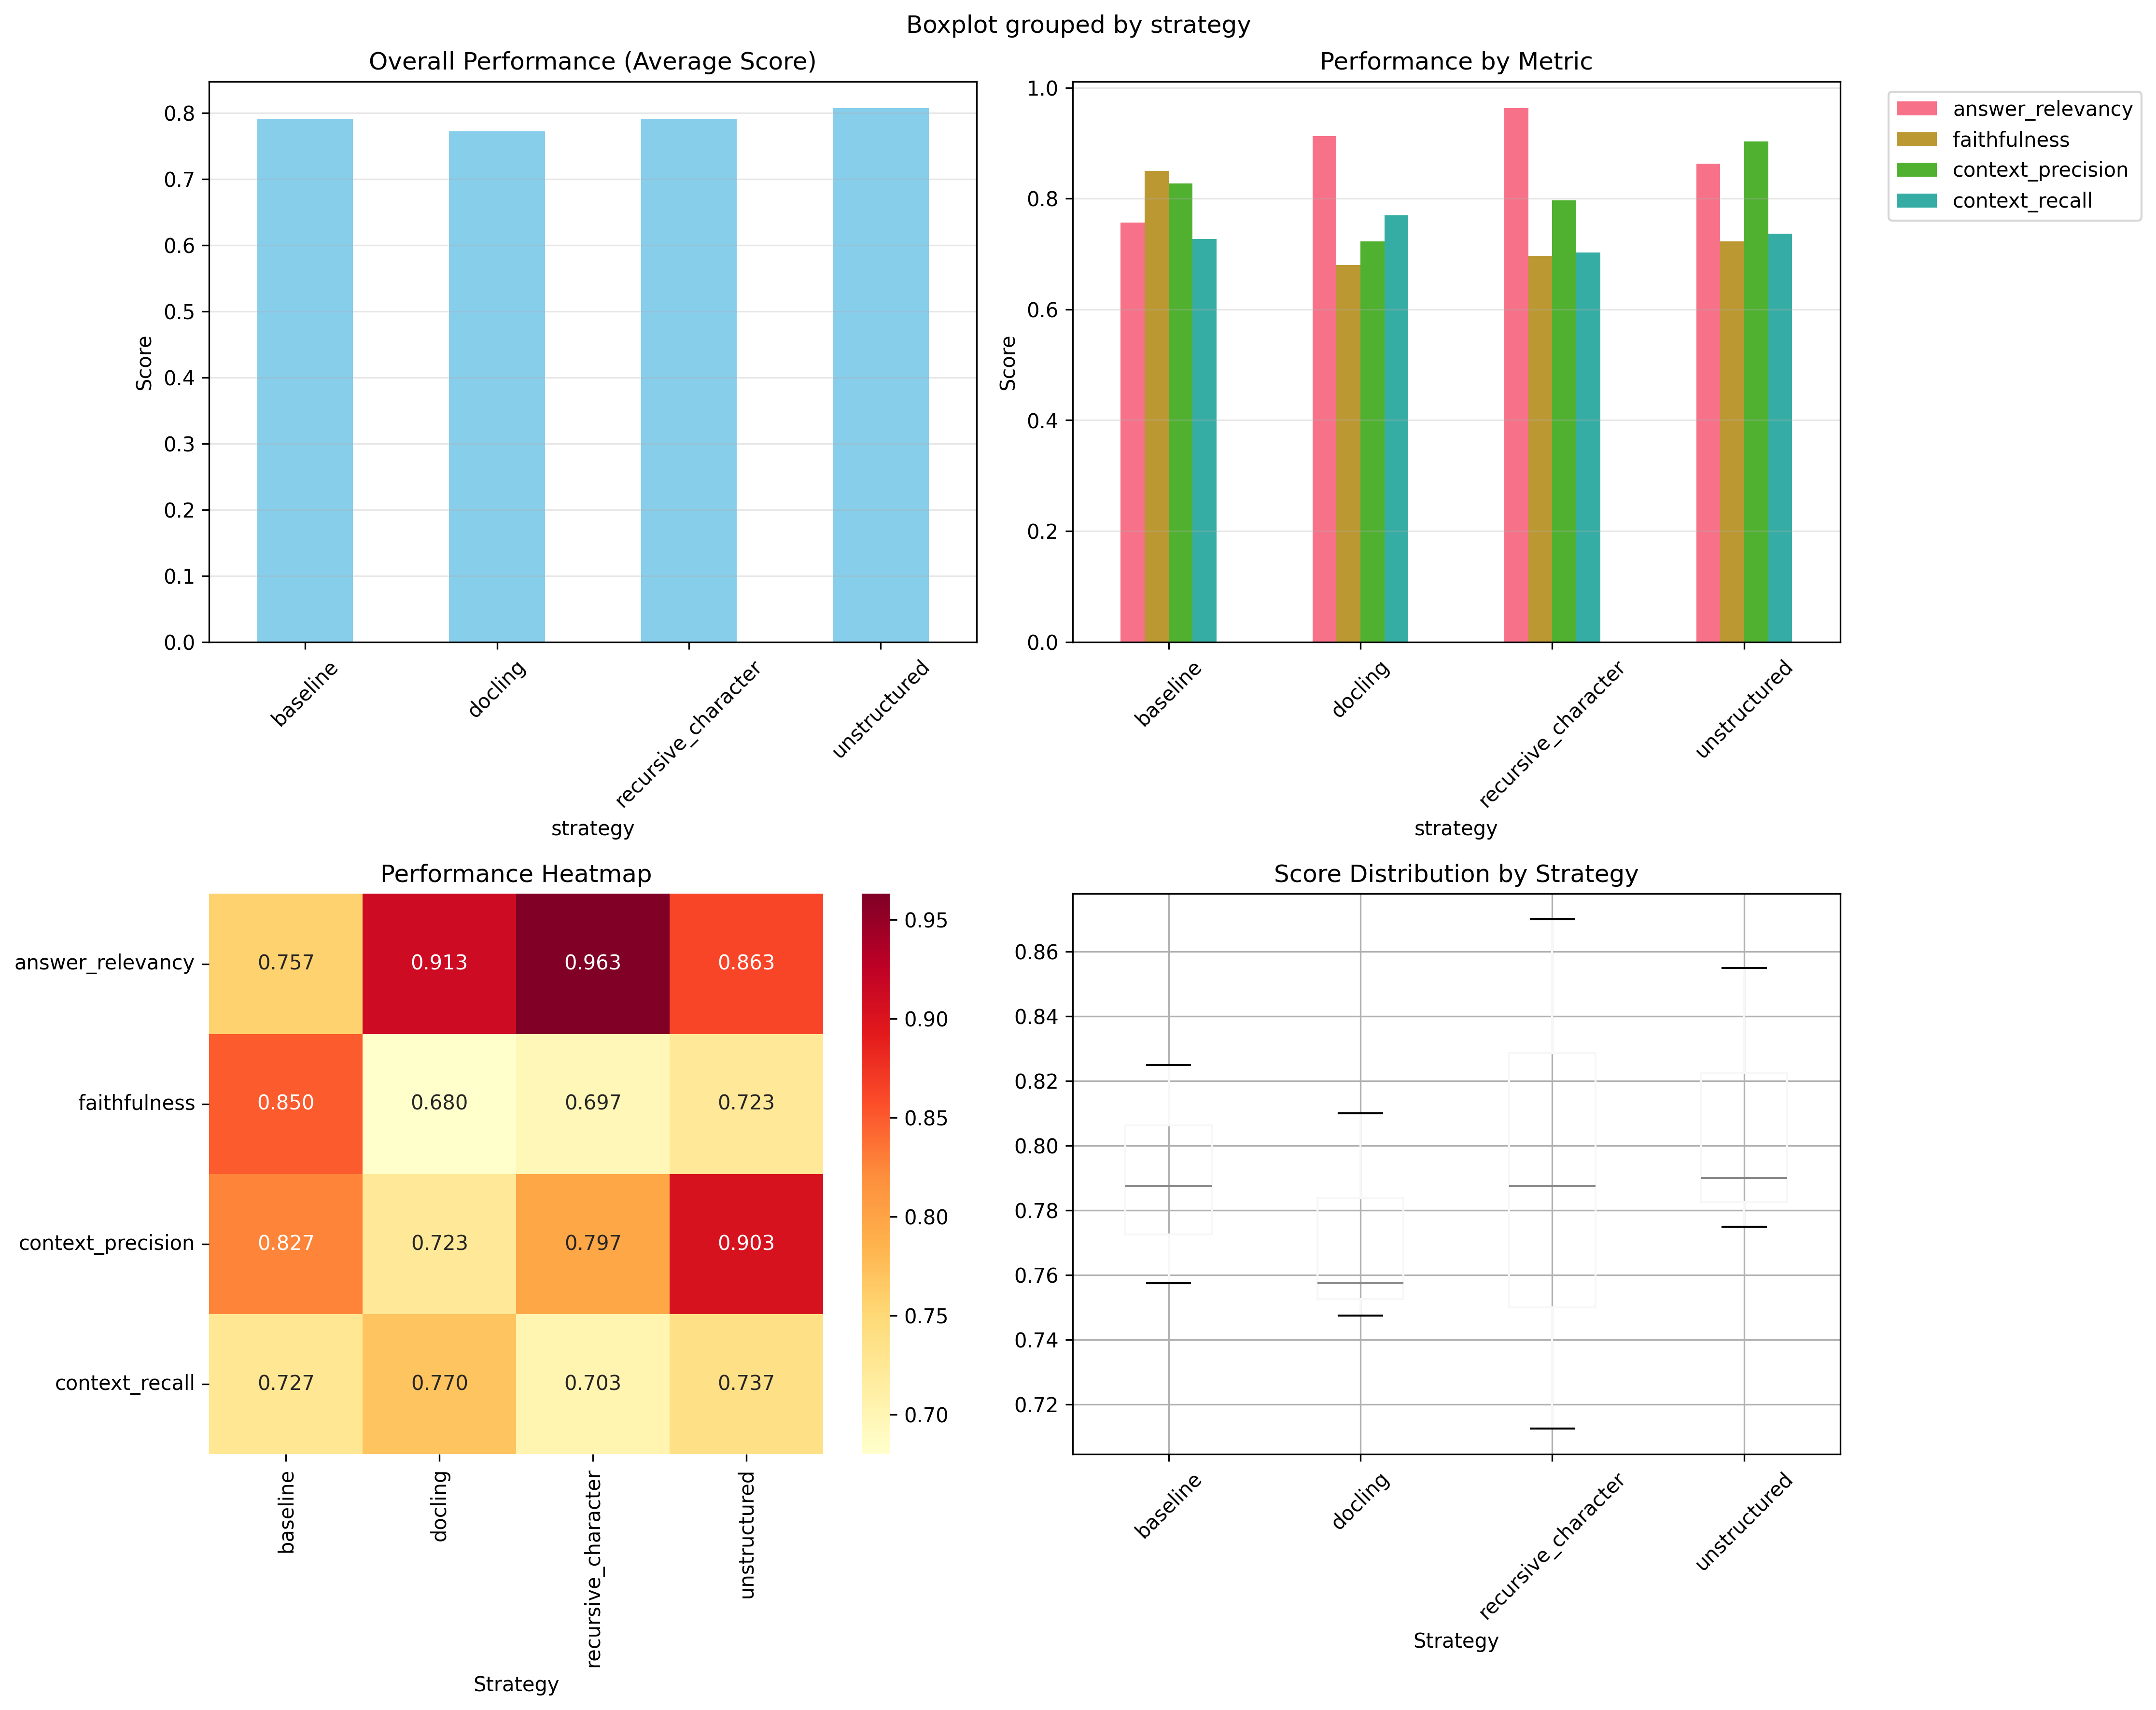 Boxplot grouped by strategy
Overall Performance (Average Score)
Score
0.8
0.7
0.6
0.5
0.4
0.3
0.2
0.1
0.0
baseline
docling
recursive_character
unstructured
strategy
Performance by Metric
Score
1.0
0.8
0.6
0.4
0.2
0.0
baseline
docling
recursive_character
unstructured
strategy
answer_relevancy
faithfulness
context_precision
context_recall
Performance Heatmap
answer_relevancy 0.757 0.913 0.963 0.863
faithfulness 0.850 0.680 0.697 0.723
context_precision 0.827 0.723 0.797 0.903
context_recall 0.727 0.770 0.703 0.737
baseline
docling
recursive_character
unstructured
Strategy
0.95
0.90
0.85
0.80
0.75
0.70
Score Distribution by Strategy
0.86
0.84
0.82
0.80
0.78
0.76
0.74
0.72
baseline
docling
recursive_character
unstructured
Strategy